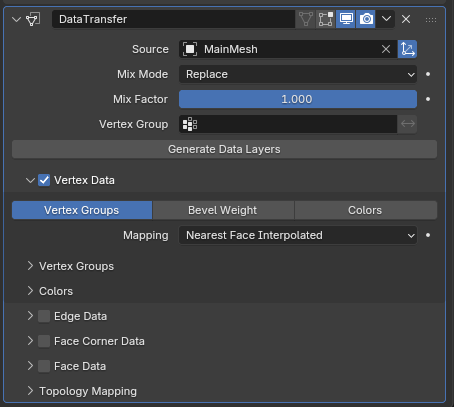 DataTransfer
Source MainMesh
Mix Mode Replace
Mix Factor 1.000
Vertex Group
Generate Data Layers
Vertex Data
Vertex Groups Bevel Weight Colors
Mapping Nearest Face Interpolated
Vertex Groups
Colors
Edge Data
Face Corner Data
Face Data
Topology Mapping